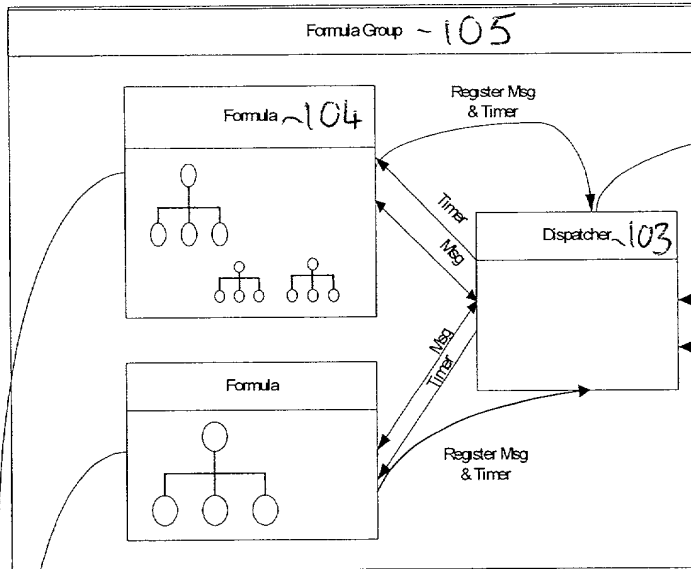 Formula Group ~105
Register Msg
& Timer
Formula ~104
Timer
Msg
Dispatcher ~103
Msg
Timer
Formula
Register Msg
& Timer